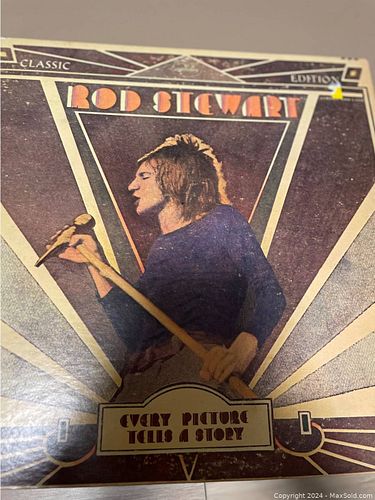 CLASSIC
EDITION
ROD STEWART
EVERY PICTURE
TELLS A STORY
© Copyright 2024 - MaxSold.com